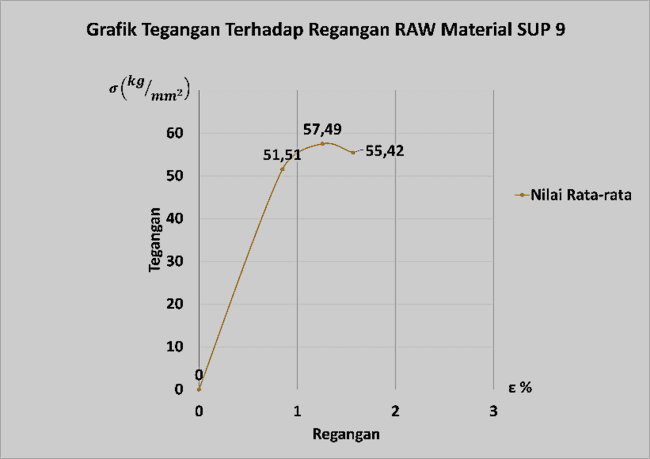 Grafik Tegangan Terhadap Regangan RAW Material SUP 9
σ(kg/mm²)
60
50
40
30
20
10
0
Tegangan
0
51,51
57,49
55,42
Nilai Rata-rata
ε %
0 1 2 3
Regangan